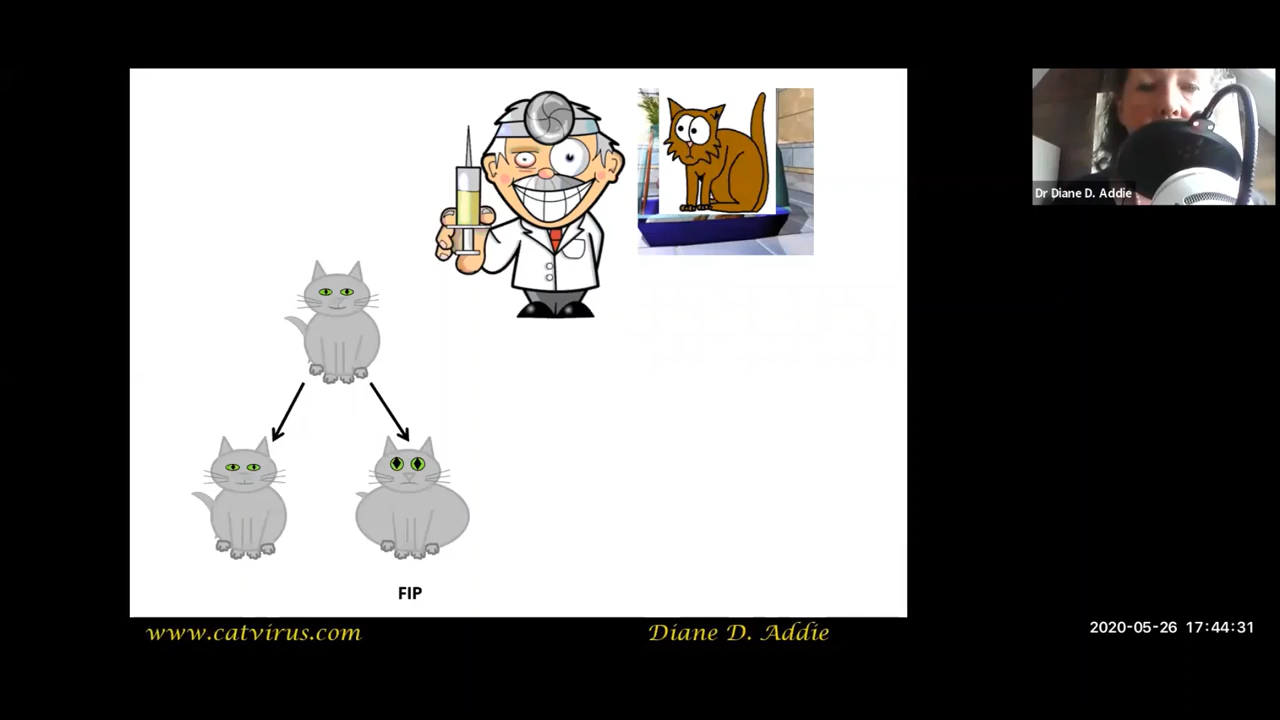 Dr Diane D. Addie
FIP
www.catvirus.com
Diane D. Addie
2020-05-26 17:44:31